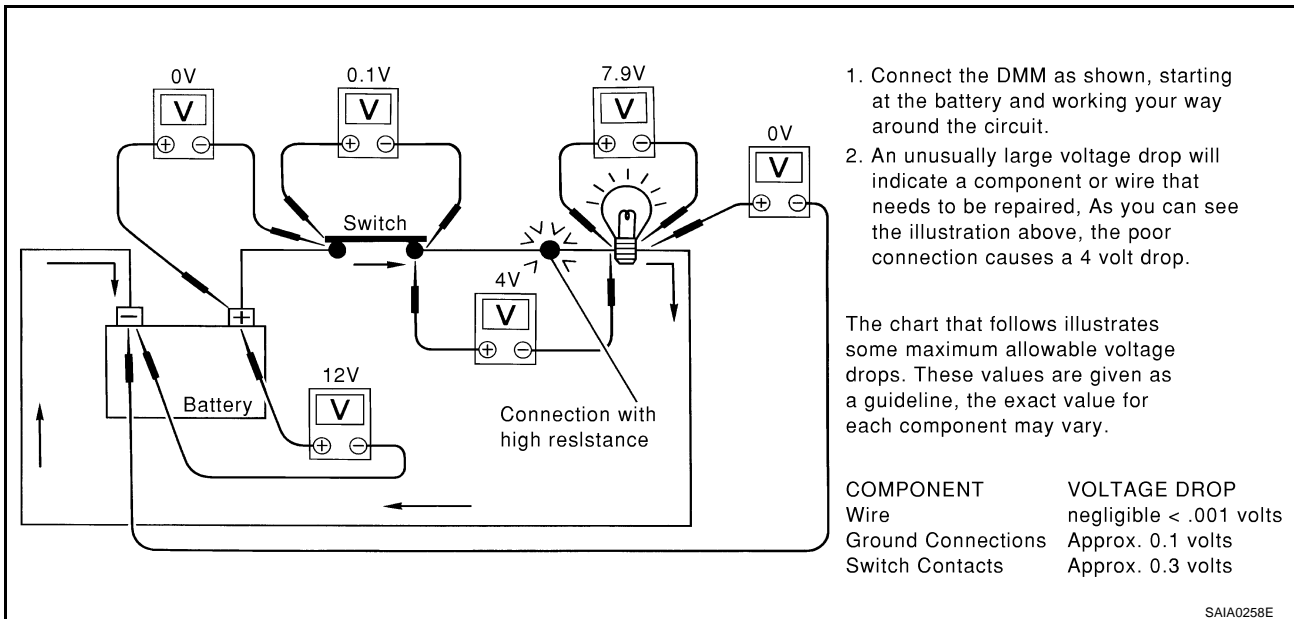 0V
0.1V
7.9V
0V
V
V
V
V
Switch
4V
V
12V
V
Battery
Connection with
high reslstance
1. Connect the DMM as shown, starting
at the battery and working your way
around the circuit.
2. An unusually large voltage drop will
indicate a component or wire that
needs to be repaired, As you can see
the illustration above, the poor
connection causes a 4 volt drop.
The chart that follows illustrates
some maximum allowable voltage
drops. These values are given as
a guideline, the exact value for
each component may vary.
COMPONENT VOLTAGE DROP
Wire negligible < .001 volts
Ground Connections Approx. 0.1 volts
Switch Contacts Approx. 0.3 volts
SAIA0258E